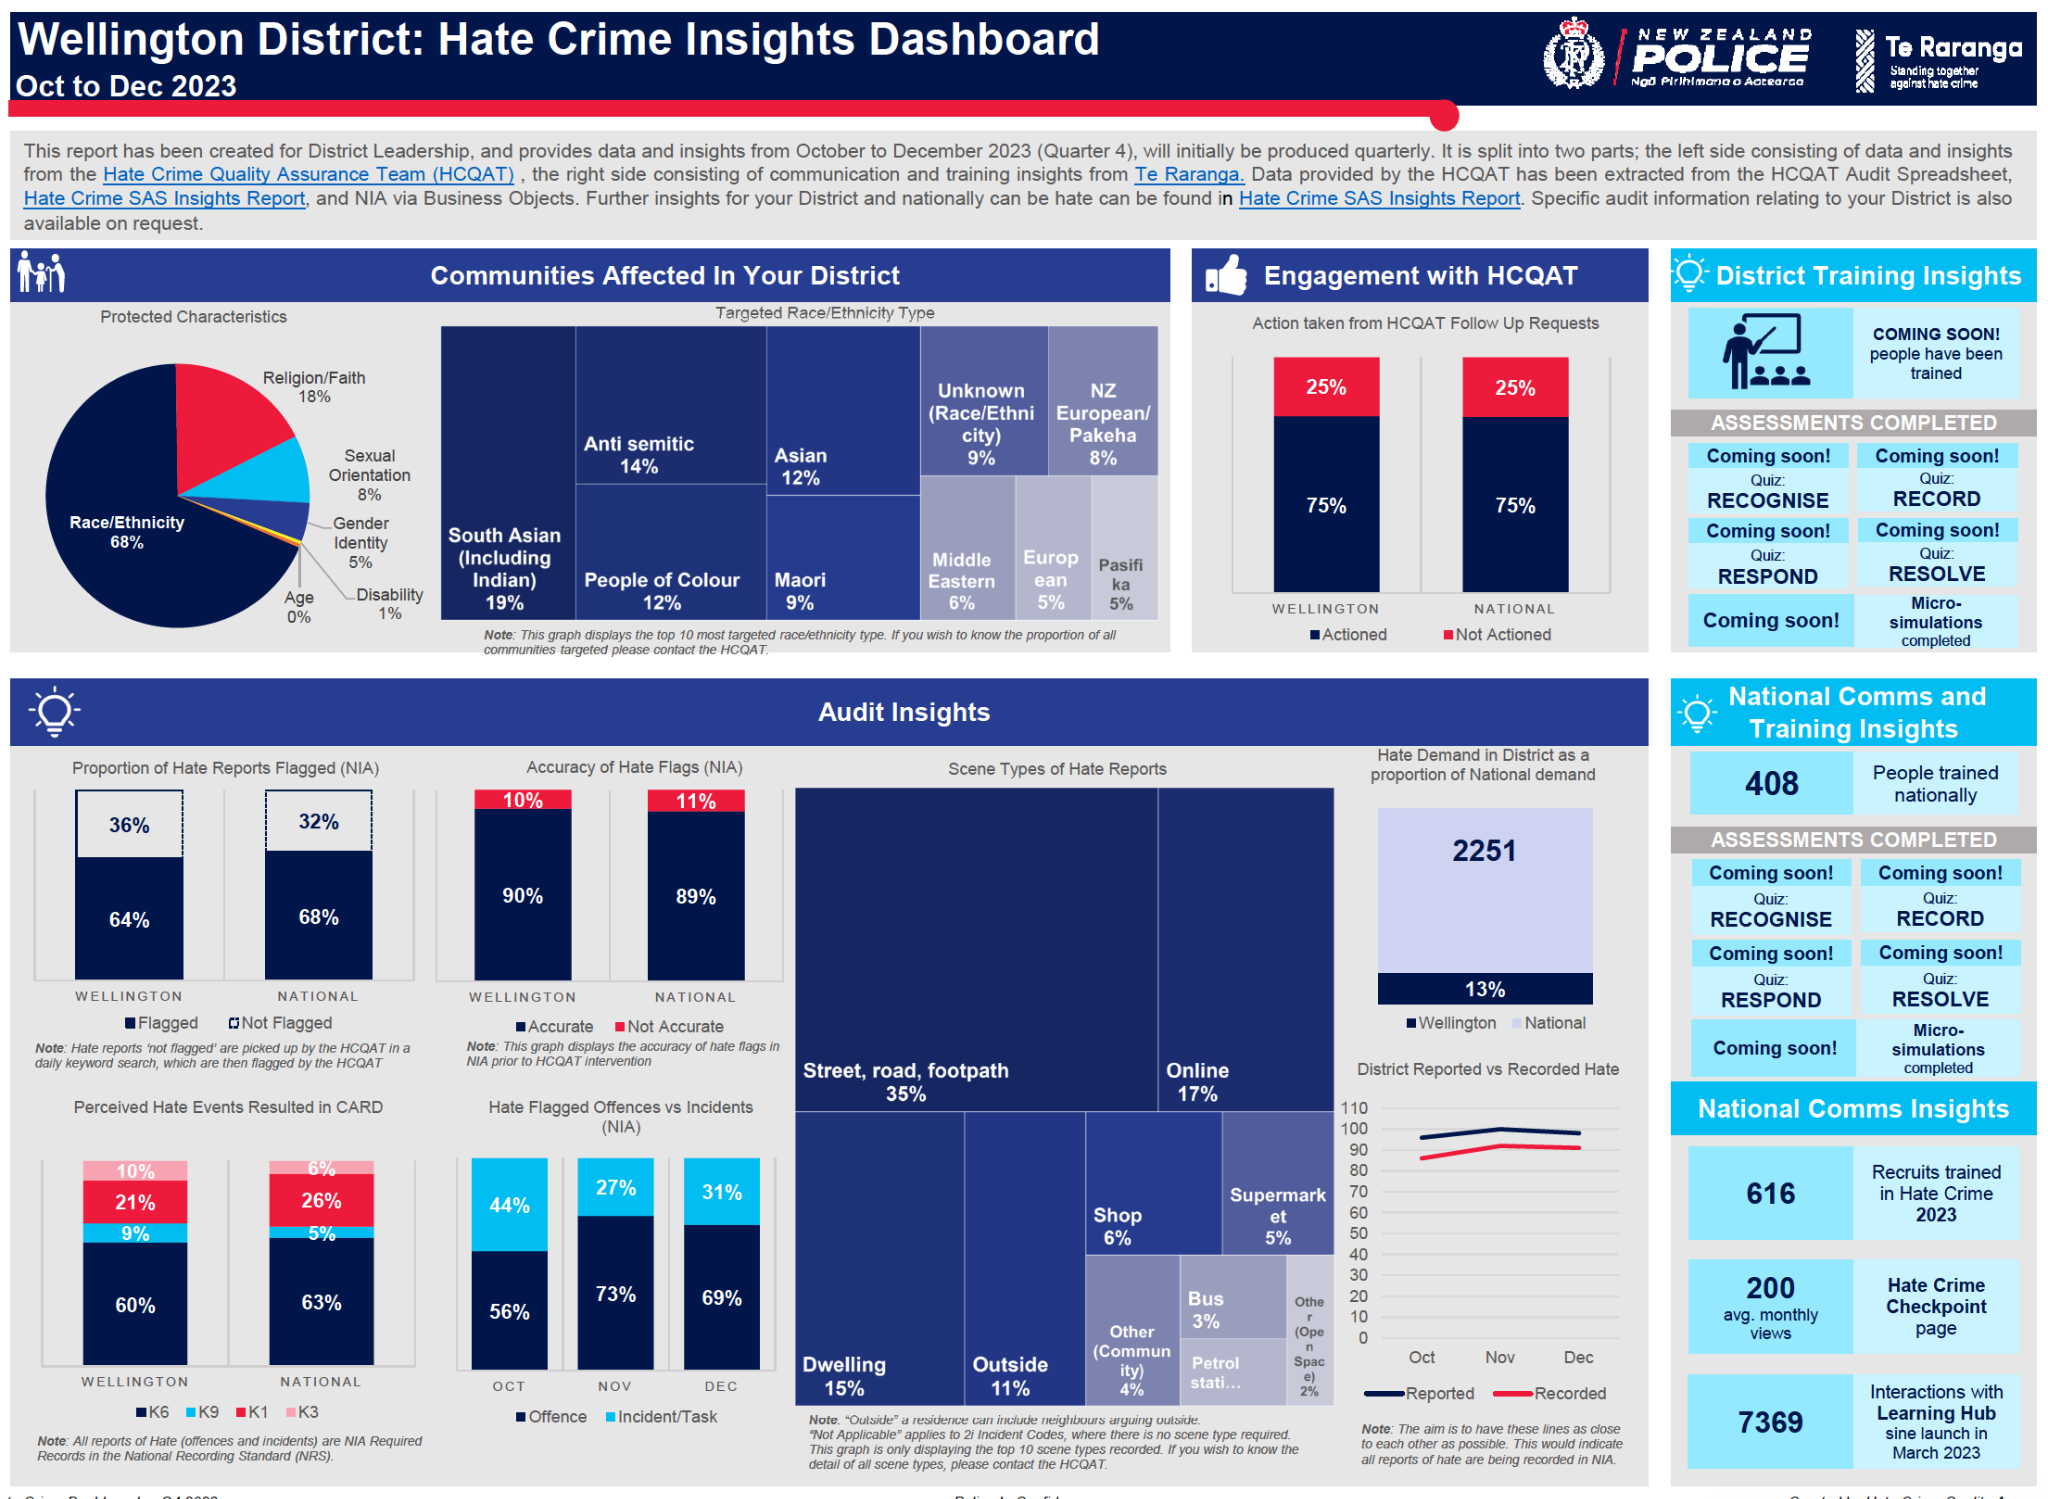 Wellington District: Hate Crime Insights Dashboard
Oct to Dec 2023
NEW ZEALAND
POLICE
Ngā Pirihimana o Aotearoa
Te Raranga
Standing together
against hate crime
This report has been created for District Leadership, and provides data and insights from October to December 2023 (Quarter 4), will initially be produced quarterly. It is split into two parts; the left side consisting of data and insights
from the Hate Crime Quality Assurance Team (HCQAT) , the right side consisting of communication and training insights from Te Raranga. Data provided by the HCQAT has been extracted from the HCQAT Audit Spreadsheet,
Hate Crime SAS Insights Report, and NIA via Business Objects. Further insights for your District and nationally can be hate can be found in Hate Crime SAS Insights Report. Specific audit information relating to your District is also
available on request.
Communities Affected In Your District
Protected Characteristics
Religion/Faith
18%
Sexual
Orientation
8%
Gender
Identity
5%
Disability
1%
Age
0%
Race/Ethnicity
68%
Targeted Race/Ethnicity Type
South Asian
(Including
Indian)
19%
Anti semitic
14%
People of Colour
12%
Asian
12%
Maori
9%
Unknown
(Race/Ethni
city)
9%
NZ
European/
Pakeha
8%
Middle
Eastern
6%
Europ
ean
5%
Pasifi
ka
5%
Note: This graph displays the top 10 most targeted race/ethnicity type. If you wish to know the proportion of all
communities targeted please contact the HCQAT.
Engagement with HCQAT
Action taken from HCQAT Follow Up Requests
25%
25%
75%
75%
WELLINGTON
NATIONAL
Actioned
Not Actioned
District Training Insights
COMING SOON!
people have been
trained
ASSESSMENTS COMPLETED
Coming soon!
Quiz:
RECOGNISE
Coming soon!
Quiz:
RECORD
Coming soon!
Quiz:
RESPOND
Coming soon!
Quiz:
RESOLVE
Coming soon!
Micro-
simulations
completed
Audit Insights
Proportion of Hate Reports Flagged (NIA)
36%
32%
64%
68%
WELLINGTON
NATIONAL
Flagged
Not Flagged
Note: Hate reports 'not flagged' are picked up by the HCQAT in a
daily keyword search, which are then flagged by the HCQAT
Accuracy of Hate Flags (NIA)
10%
11%
90%
89%
WELLINGTON
NATIONAL
Accurate
Not Accurate
Note: This graph displays the accuracy of hate flags in
NIA prior to HCQAT intervention
Perceived Hate Events Resulted in CARD
10%
6%
21%
26%
9%
5%
60%
63%
WELLINGTON
NATIONAL
K6
K9
K1
K3
Note: All reports of Hate (offences and incidents) are NIA Required
Records in the National Recording Standard (NRS).
Hate Flagged Offences vs Incidents
(NIA)
44%
27%
31%
56%
73%
69%
OCT
NOV
DEC
Offence
Incident/Task
Scene Types of Hate Reports
Street, road, footpath
35%
Online
17%
Dwelling
15%
Outside
11%
Shop
6%
Supermark
et
5%
Other
(Commun
ity)
4%
Bus
3%
Petrol
stati...
Othe
r
(Ope
n
Spac
e)
2%
Note. "Outside" a residence can include neighbours arguing outside.
"Not Applicable" applies to 2i Incident Codes, where there is no scene type required.
This graph is only displaying the top 10 scene types recorded. If you wish to know the
detail of all scene types, please contact the HCQAT.
Hate Demand in District as a
proportion of National demand
2251
13%
Wellington
National
District Reported vs Recorded Hate
110
100
90
80
70
60
50
40
30
20
10
0
Oct
Nov
Dec
Reported
Recorded
Note: The aim is to have these lines as close
to each other as possible. This would indicate
all reports of hate are being recorded in NIA.
National Comms and
Training Insights
408
People trained
nationally
ASSESSMENTS COMPLETED
Coming soon!
Quiz:
RECOGNISE
Coming soon!
Quiz:
RECORD
Coming soon!
Quiz:
RESPOND
Coming soon!
Quiz:
RESOLVE
Coming soon!
Micro-
simulations
completed
National Comms Insights
616
Recruits trained
in Hate Crime
2023
200
avg. monthly
views
Hate Crime
Checkpoint
page
7369
Interactions with
Learning Hub
sine launch in
March 2023